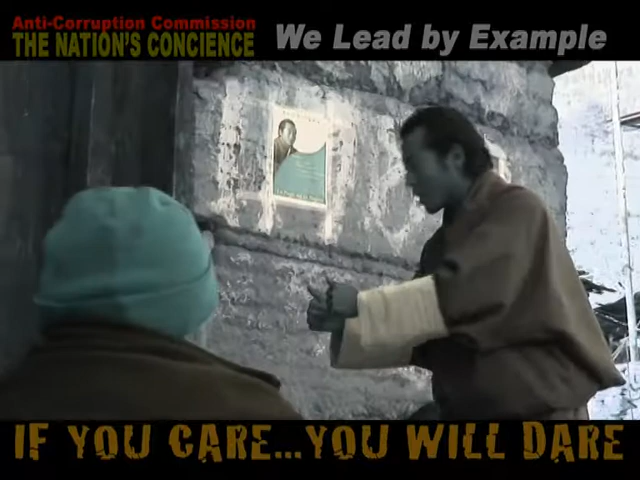 Anti-Corruption Commission
THE NATION'S CONCIENCE
We Lead by Example
IF YOU CARE...YOU WILL DARE